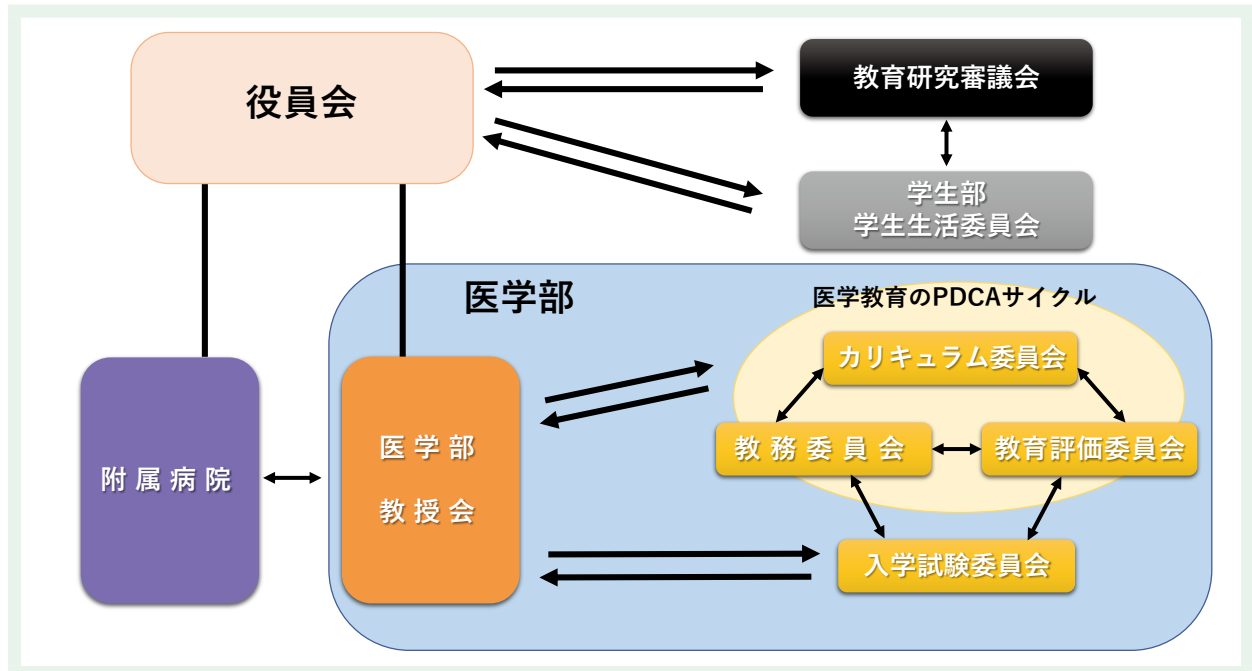 役員会
教育研究審議会
学生部
学生生活委員会
医学部
医学教育のPDCAサイクル
カリキュラム委員会
教務委員会
教育評価委員会
入学試験委員会
医学部
教授会
附属病院